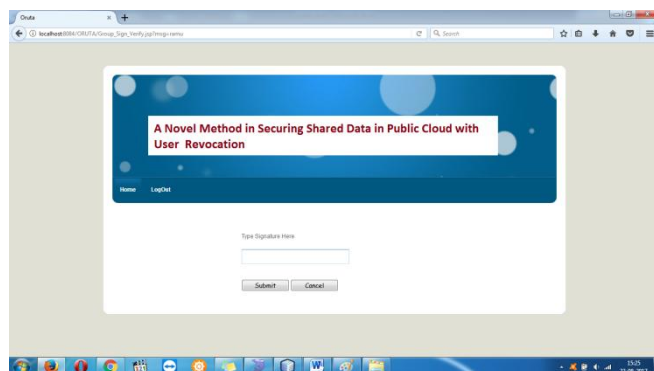 Oruta
localhost:8084/ORUTA/Group_Sign_Verify.jsp?msg=ramu
Search
A Novel Method in Securing Shared Data in Public Cloud with
User Revocation
Home LogOut
Type Signature Here
Submit Cancel
15:25